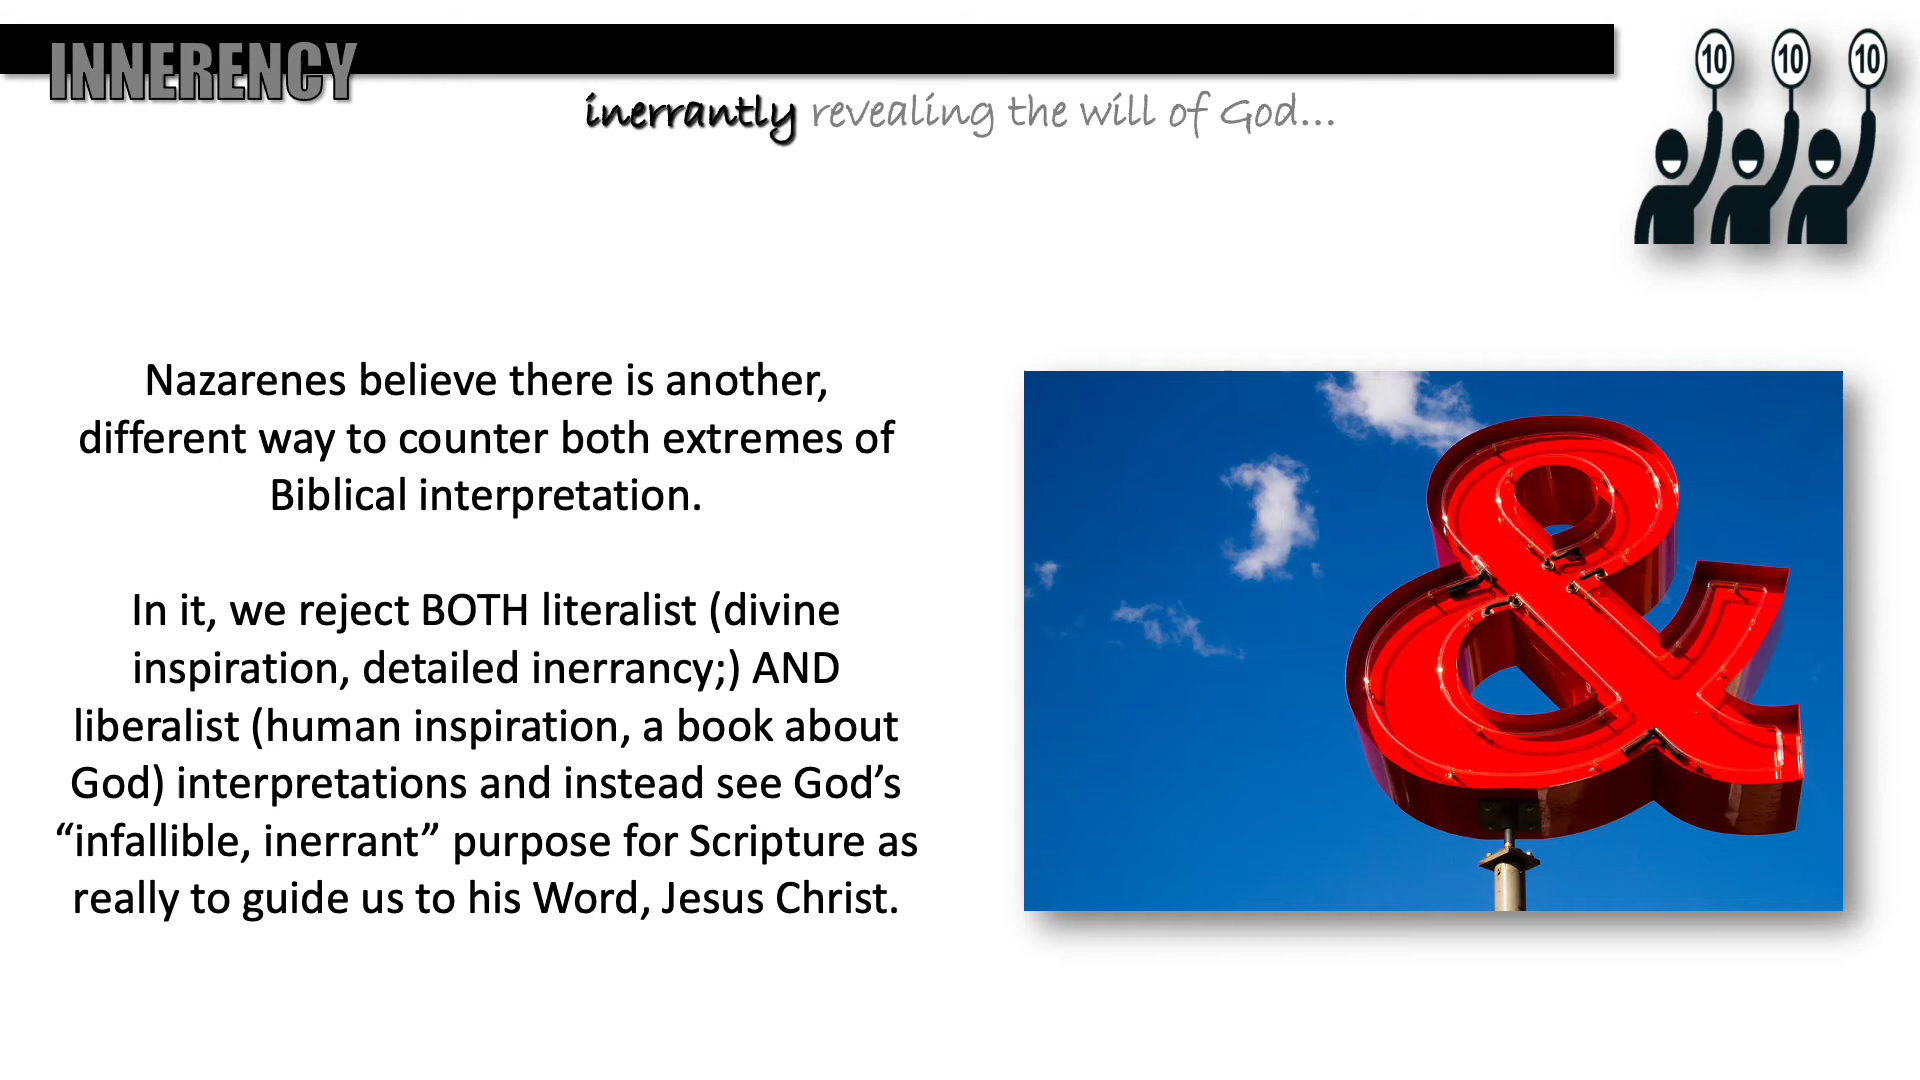 INNERENCY
10 10 10
inerrantly revealing the will of God...
Nazarenes believe there is another,
different way to counter both extremes of
Biblical interpretation.
In it, we reject BOTH literalist (divine
inspiration, detailed inerrancy;) AND
liberalist (human inspiration, a book about
God) interpretations and instead see God’s
“infallible, inerrant” purpose for Scripture as
really to guide us to his Word, Jesus Christ.
&